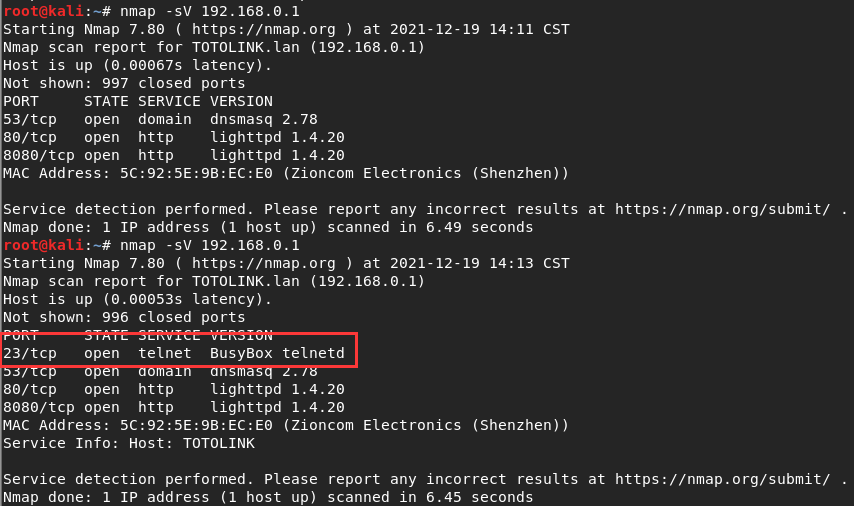 root@kali:~# nmap -sV 192.168.0.1
Starting Nmap 7.80 ( https://nmap.org ) at 2021-12-19 14:11 CST
Nmap scan report for TOTOLINK.lan (192.168.0.1)
Host is up (0.00067s latency).
Not shown: 997 closed ports
PORT     STATE SERVICE VERSION
53/tcp   open  domain  dnsmasq 2.78
80/tcp   open  http    lighttpd 1.4.20
8080/tcp open  http    lighttpd 1.4.20
MAC Address: 5C:92:5E:9B:EC:E0 (Zioncom Electronics (Shenzhen))

Service detection performed. Please report any incorrect results at https://nmap.org/submit/ .
Nmap done: 1 IP address (1 host up) scanned in 6.49 seconds
root@kali:~# nmap -sV 192.168.0.1
Starting Nmap 7.80 ( https://nmap.org ) at 2021-12-19 14:13 CST
Nmap scan report for TOTOLINK.lan (192.168.0.1)
Host is up (0.00053s latency).
Not shown: 996 closed ports
PORT     STATE SERVICE VERSION
23/tcp   open  telnet  BusyBox telnetd
53/tcp   open  domain  dnsmasq 2.78
80/tcp   open  http    lighttpd 1.4.20
8080/tcp open  http    lighttpd 1.4.20
MAC Address: 5C:92:5E:9B:EC:E0 (Zioncom Electronics (Shenzhen))
Service Info: Host: TOTOLINK

Service detection performed. Please report any incorrect results at https://nmap.org/submit/ .
Nmap done: 1 IP address (1 host up) scanned in 6.45 seconds